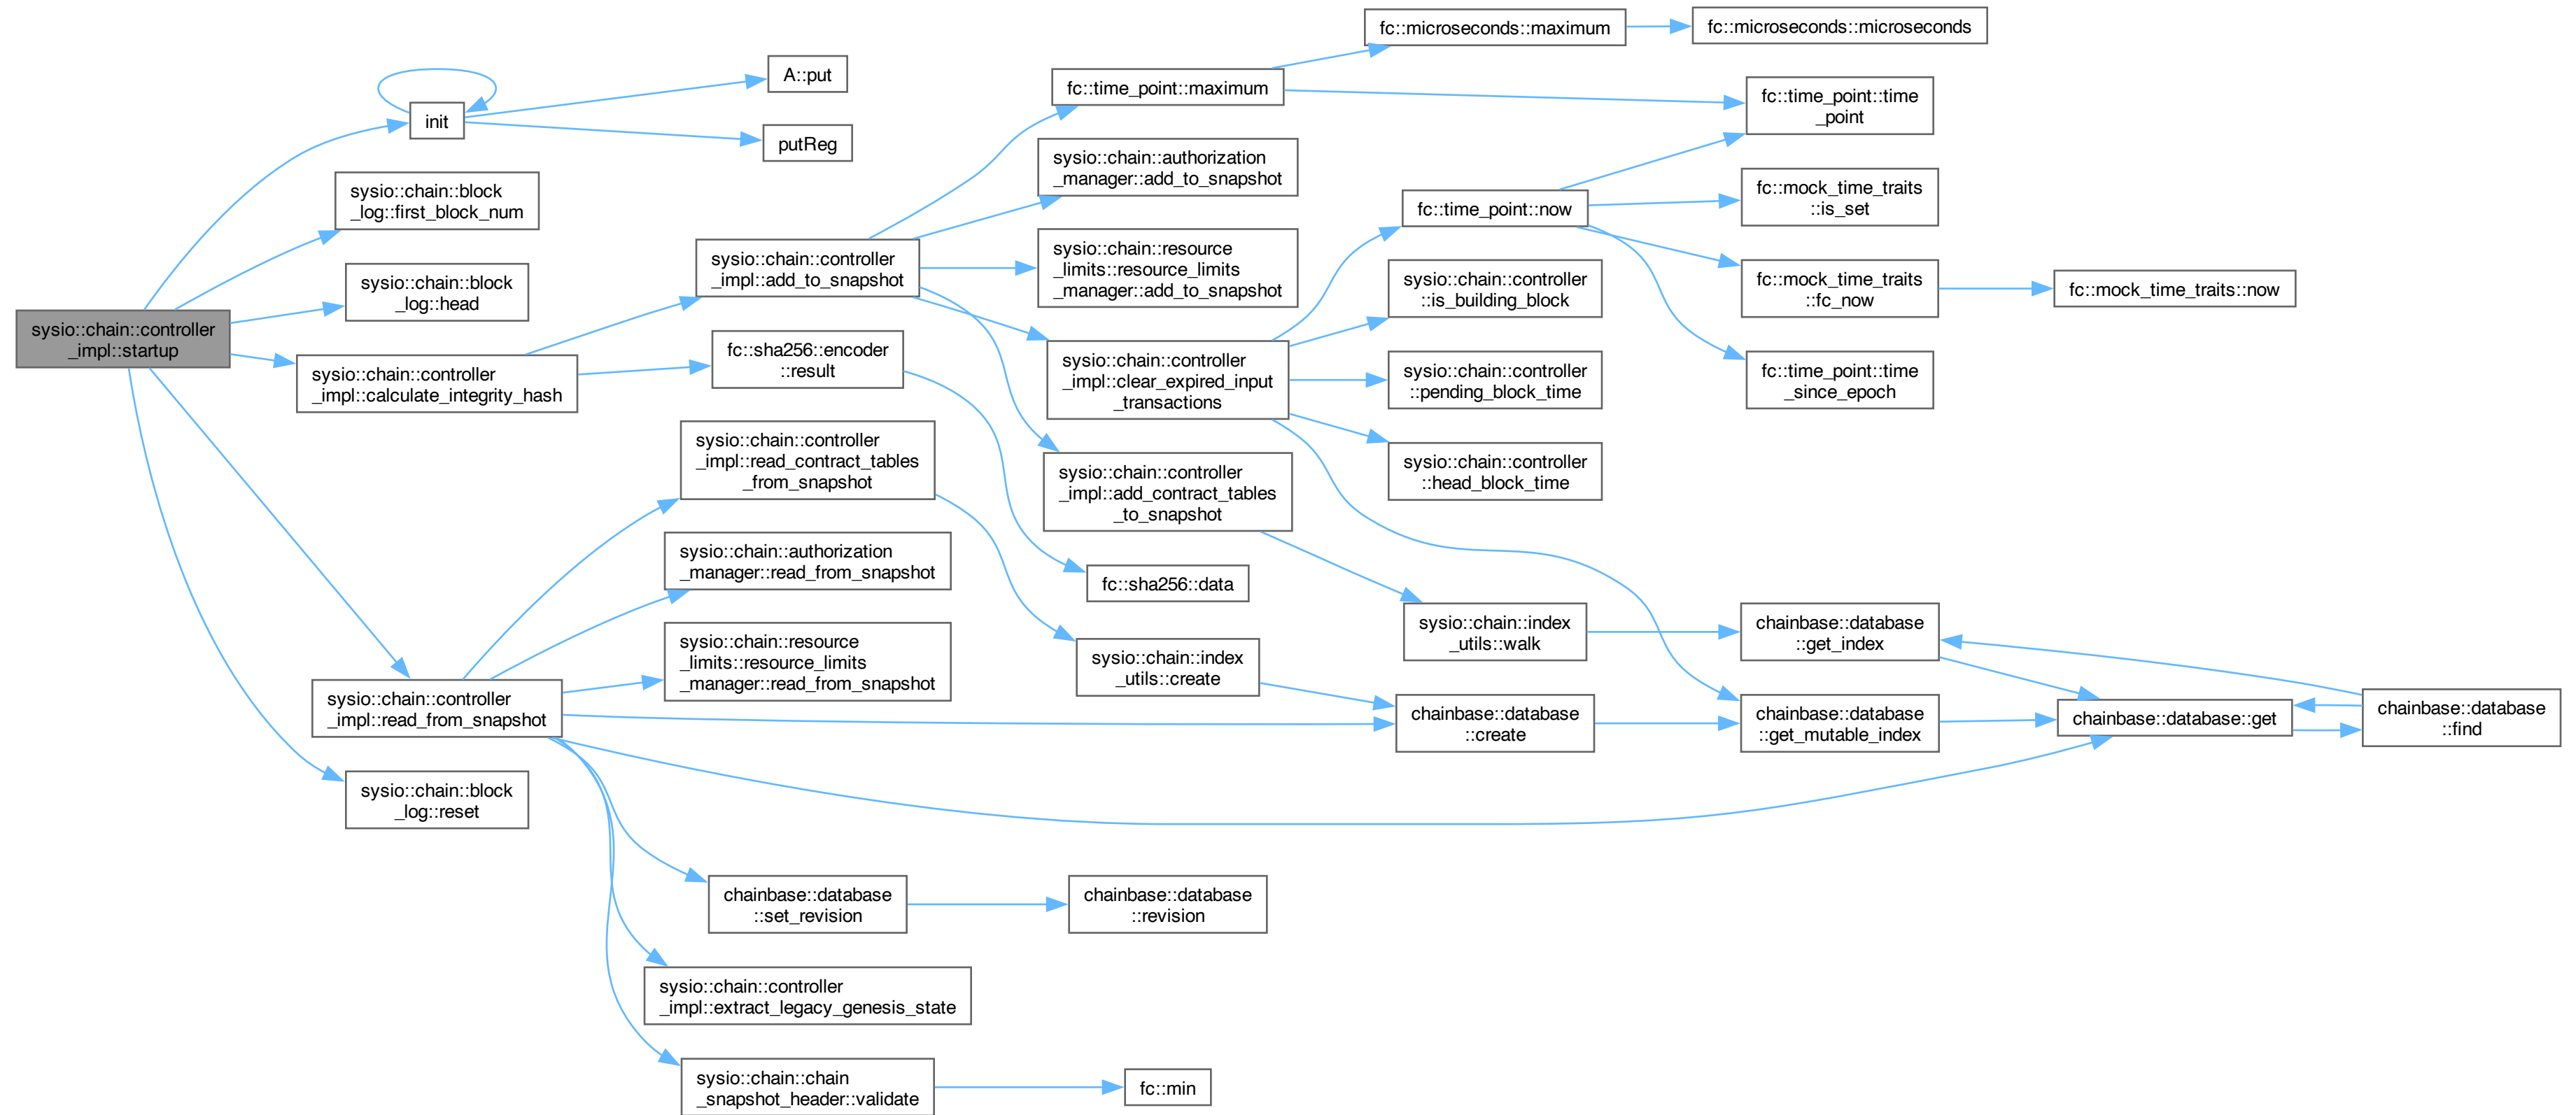 sysio::chain::controller
_impl::startup
init
A::put
putReg
sysio::chain::block
_log::first_block_num
sysio::chain::block
_log::head
sysio::chain::controller
_impl::calculate_integrity_hash
sysio::chain::controller
_impl::add_to_snapshot
fc::time_point::maximum
fc::microseconds::maximum
fc::microseconds::microseconds
fc::time_point::time
_point
sysio::chain::authorization
_manager::add_to_snapshot
sysio::chain::resource
_limits::resource_limits
_manager::add_to_snapshot
sysio::chain::controller
_impl::clear_expired_input
_transactions
fc::time_point::now
fc::mock_time_traits
::is_set
fc::mock_time_traits
::fc_now
fc::mock_time_traits::now
fc::time_point::time
_since_epoch
sysio::chain::controller
::is_building_block
sysio::chain::controller
::pending_block_time
sysio::chain::controller
::head_block_time
sysio::chain::controller
_impl::add_contract_tables
_to_snapshot
sysio::chain::index
_utils::walk
chainbase::database
::get_index
chainbase::database
::get_mutable_index
chainbase::database::get
chainbase::database
::find
fc::sha256::encoder
::result
fc::sha256::data
sysio::chain::controller
_impl::read_from_snapshot
sysio::chain::controller
_impl::read_contract_tables
_from_snapshot
sysio::chain::authorization
_manager::read_from_snapshot
sysio::chain::resource
_limits::resource_limits
_manager::read_from_snapshot
sysio::chain::index
_utils::create
chainbase::database
::create
sysio::chain::block
_log::reset
chainbase::database
::set_revision
chainbase::database
::revision
sysio::chain::controller
_impl::extract_legacy_genesis_state
sysio::chain::chain
_snapshot_header::validate
fc::min